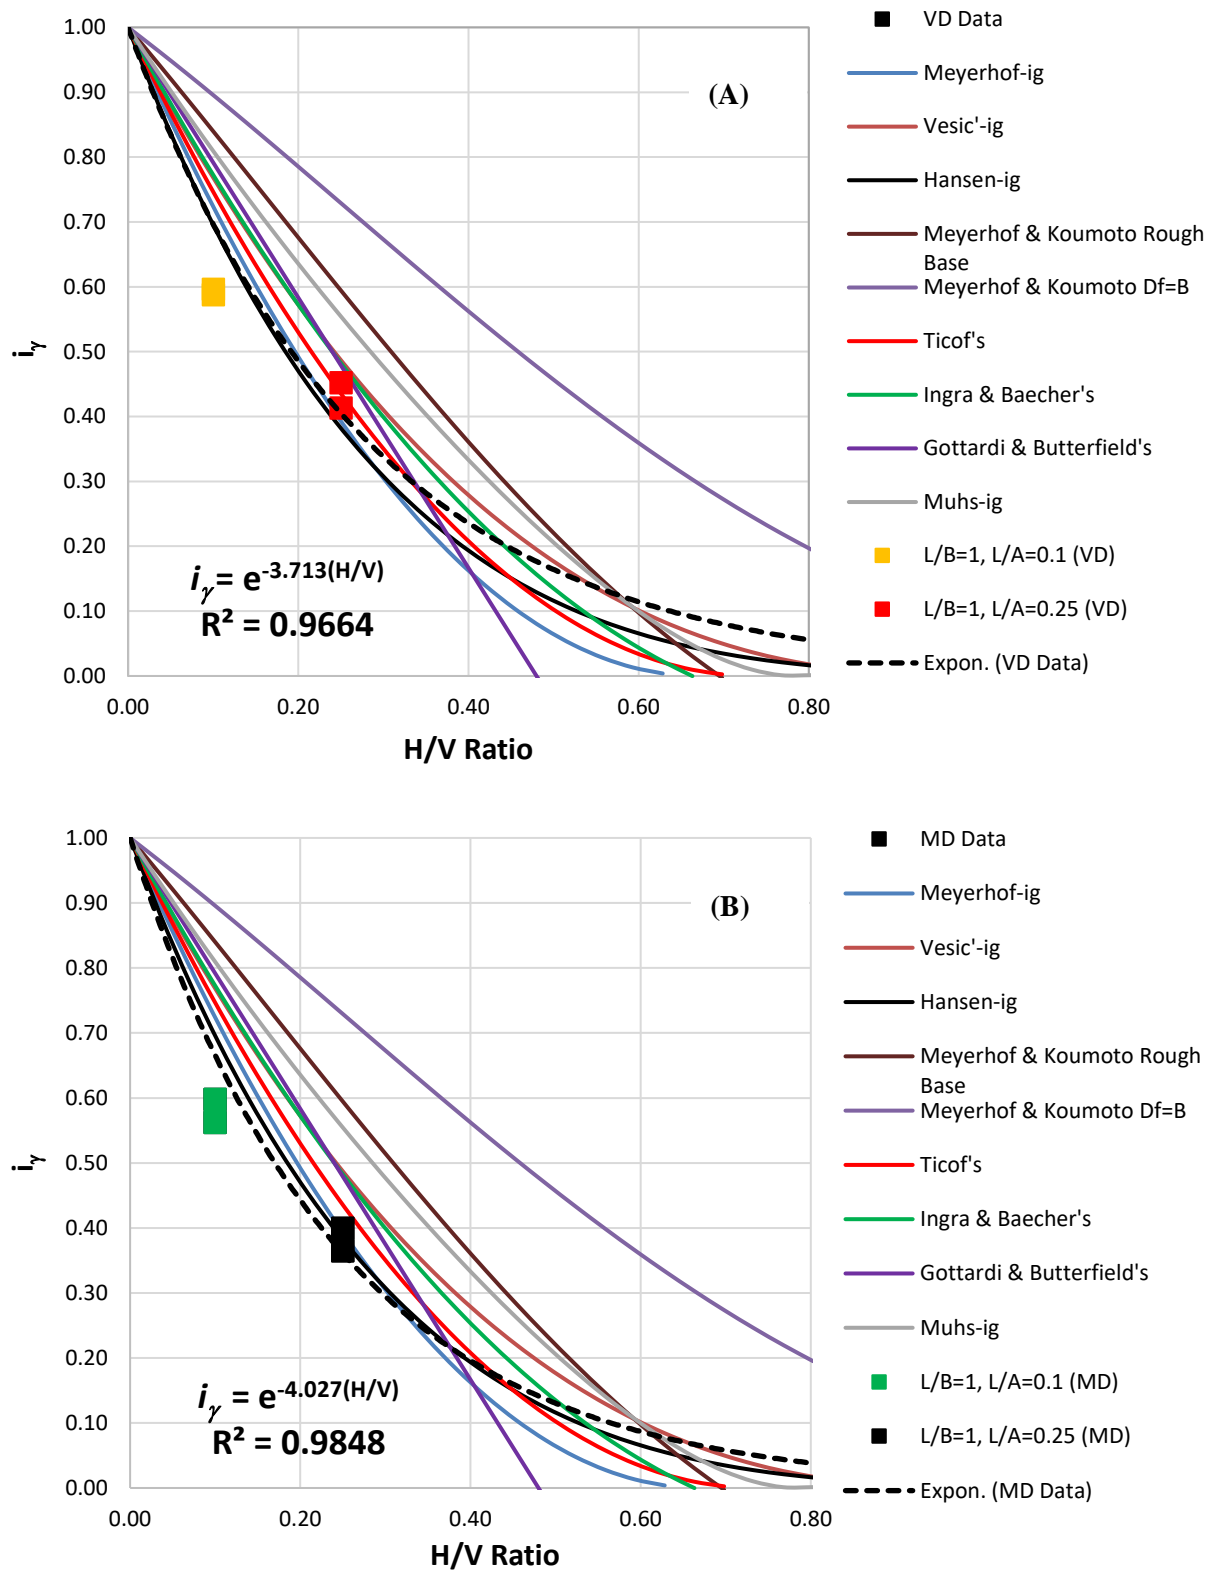 1.00
0.90
0.80
0.70
0.60
0.50
0.40
0.30
0.20
0.10
0.00
iγ
(A)
iγ = e-3.713(H/V)
R² = 0.9664
0.00 0.20 0.40 0.60 0.80
H/V Ratio
VD Data
Meyerhof-ig
Vesic'-ig
Hansen-ig
Meyerhof & Koumoto Rough
Base
Meyerhof & Koumoto Df=B
Ticof's
Ingra & Baecher's
Gottardi & Butterfield's
Muhs-ig
L/B=1, L/A=0.1 (VD)
L/B=1, L/A=0.25 (VD)
Expon. (VD Data)
1.00
0.90
0.80
0.70
0.60
0.50
0.40
0.30
0.20
0.10
0.00
iγ
(B)
iγ = e-4.027(H/V)
R² = 0.9848
0.00 0.20 0.40 0.60 0.80
H/V Ratio
MD Data
Meyerhof-ig
Vesic'-ig
Hansen-ig
Meyerhof & Koumoto Rough
Base
Meyerhof & Koumoto Df=B
Ticof's
Ingra & Baecher's
Gottardi & Butterfield's
Muhs-ig
L/B=1, L/A=0.1 (MD)
L/B=1, L/A=0.25 (MD)
Expon. (MD Data)